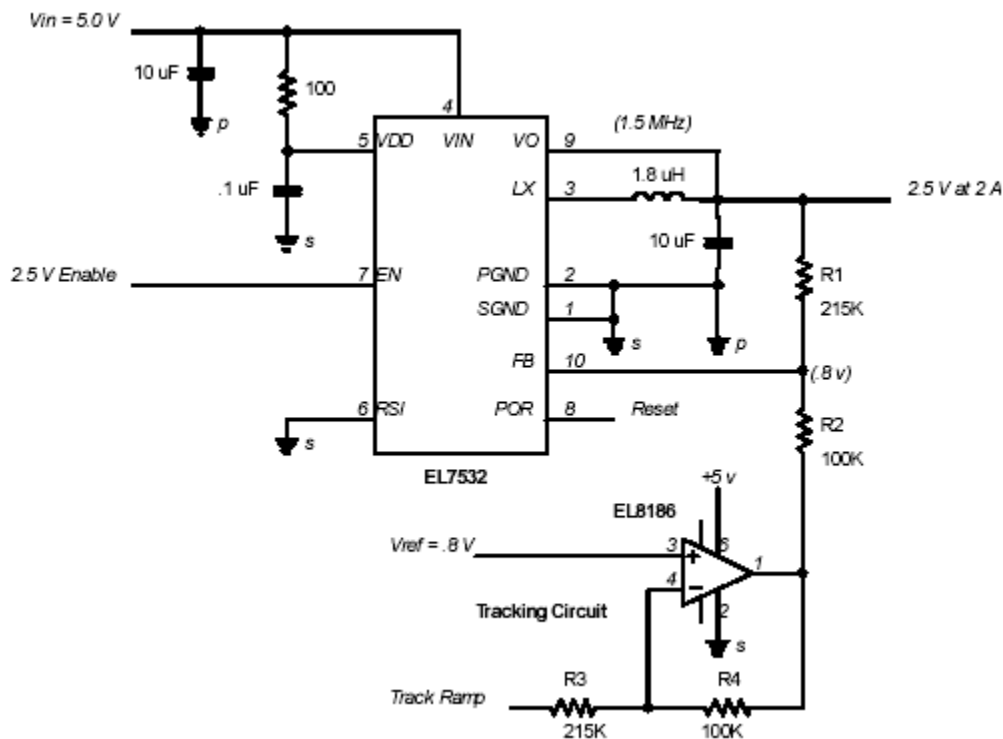 Vin = 5.0 V
10 uF
100
p
4
(1.5 MHz)
5 VDD
VIN
VO 9
.1 uF
LX 3
1.8 uH
2.5 V at 2 A
s
10 uF
2.5 V Enable
7 EN
PGND 2
R1
215K
SGND 1
s
p
FB 10
(.8 v)
6 RSI
POR 8
Reset
R2
100K
s
EL7532
+5 v
EL8186
Vref = .8 V
3
+
6
1
4
−
2
Tracking Circuit
s
R3
R4
Track Ramp
215K
100K